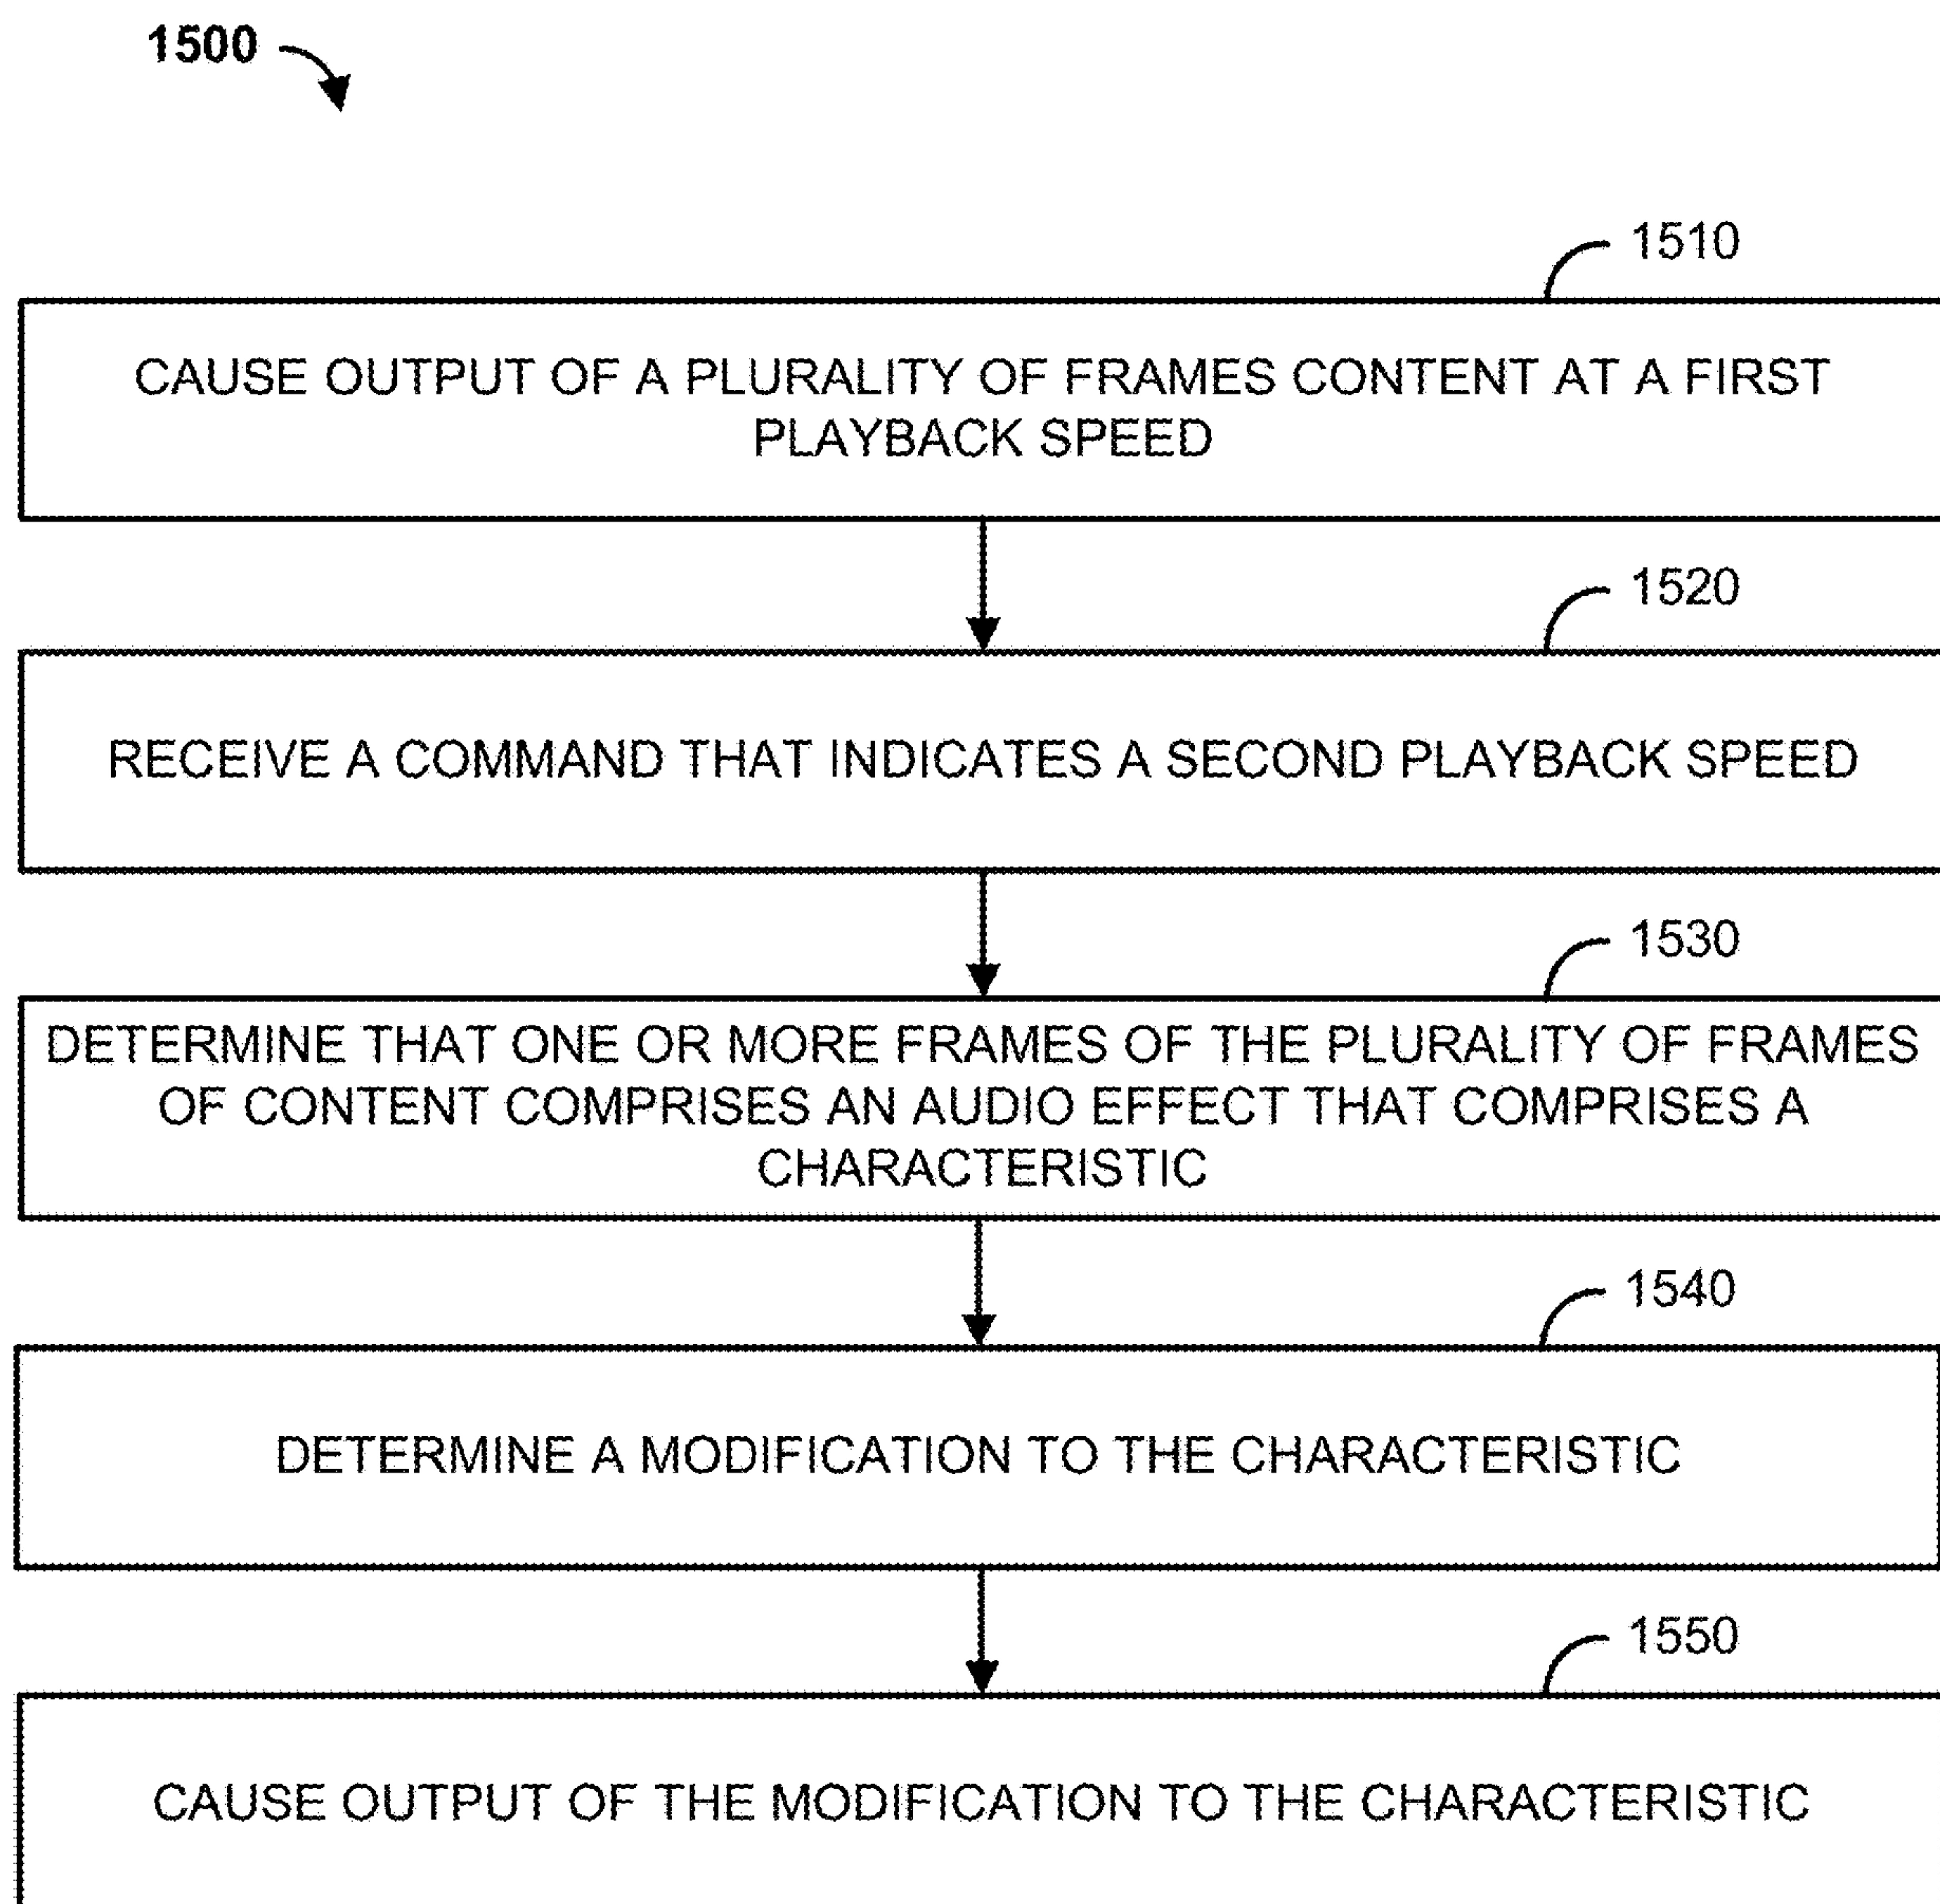 1500
1510
CAUSE OUTPUT OF A PLURALITY OF FRAMES CONTENT AT A FIRST
PLAYBACK SPEED
1520
RECEIVE A COMMAND THAT INDICATES A SECOND PLAYBACK SPEED
1530
DETERMINE THAT ONE OR MORE FRAMES OF THE PLURALITY OF FRAMES
OF CONTENT COMPRISES AN AUDIO EFFECT THAT COMPRISES A
CHARACTERISTIC
1540
DETERMINE A MODIFICATION TO THE CHARACTERISTIC
1550
CAUSE OUTPUT OF THE MODIFICATION TO THE CHARACTERISTIC